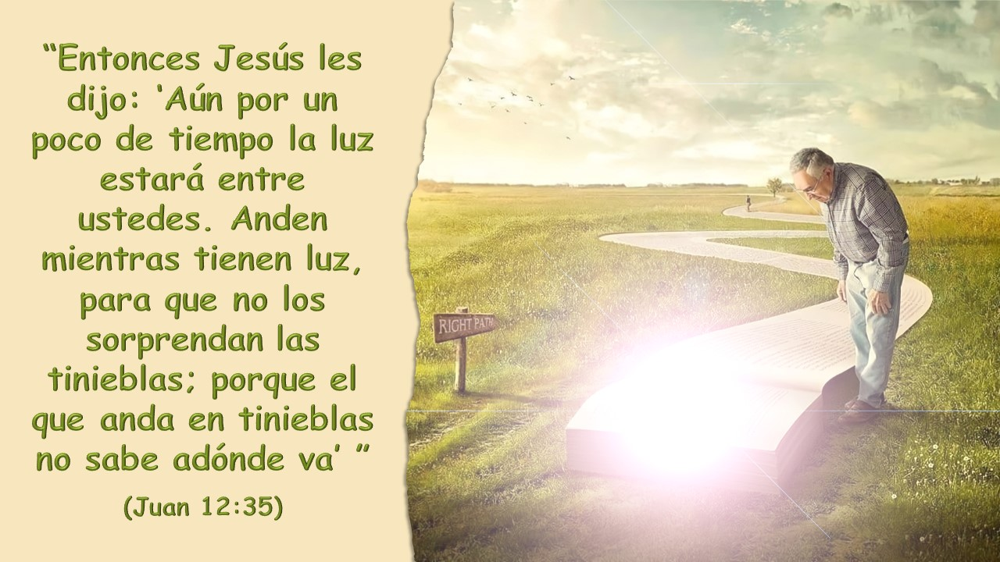 “Entonces Jesús les
dijo: ‘Aún por un
poco de tiempo la luz
estará entre
ustedes. Anden
mientras tienen luz,
para que no los
sorprendan las
tinieblas; porque el
que anda en tinieblas
no sabe adónde va’ ”
(Juan 12:35)
RIGHT PATH